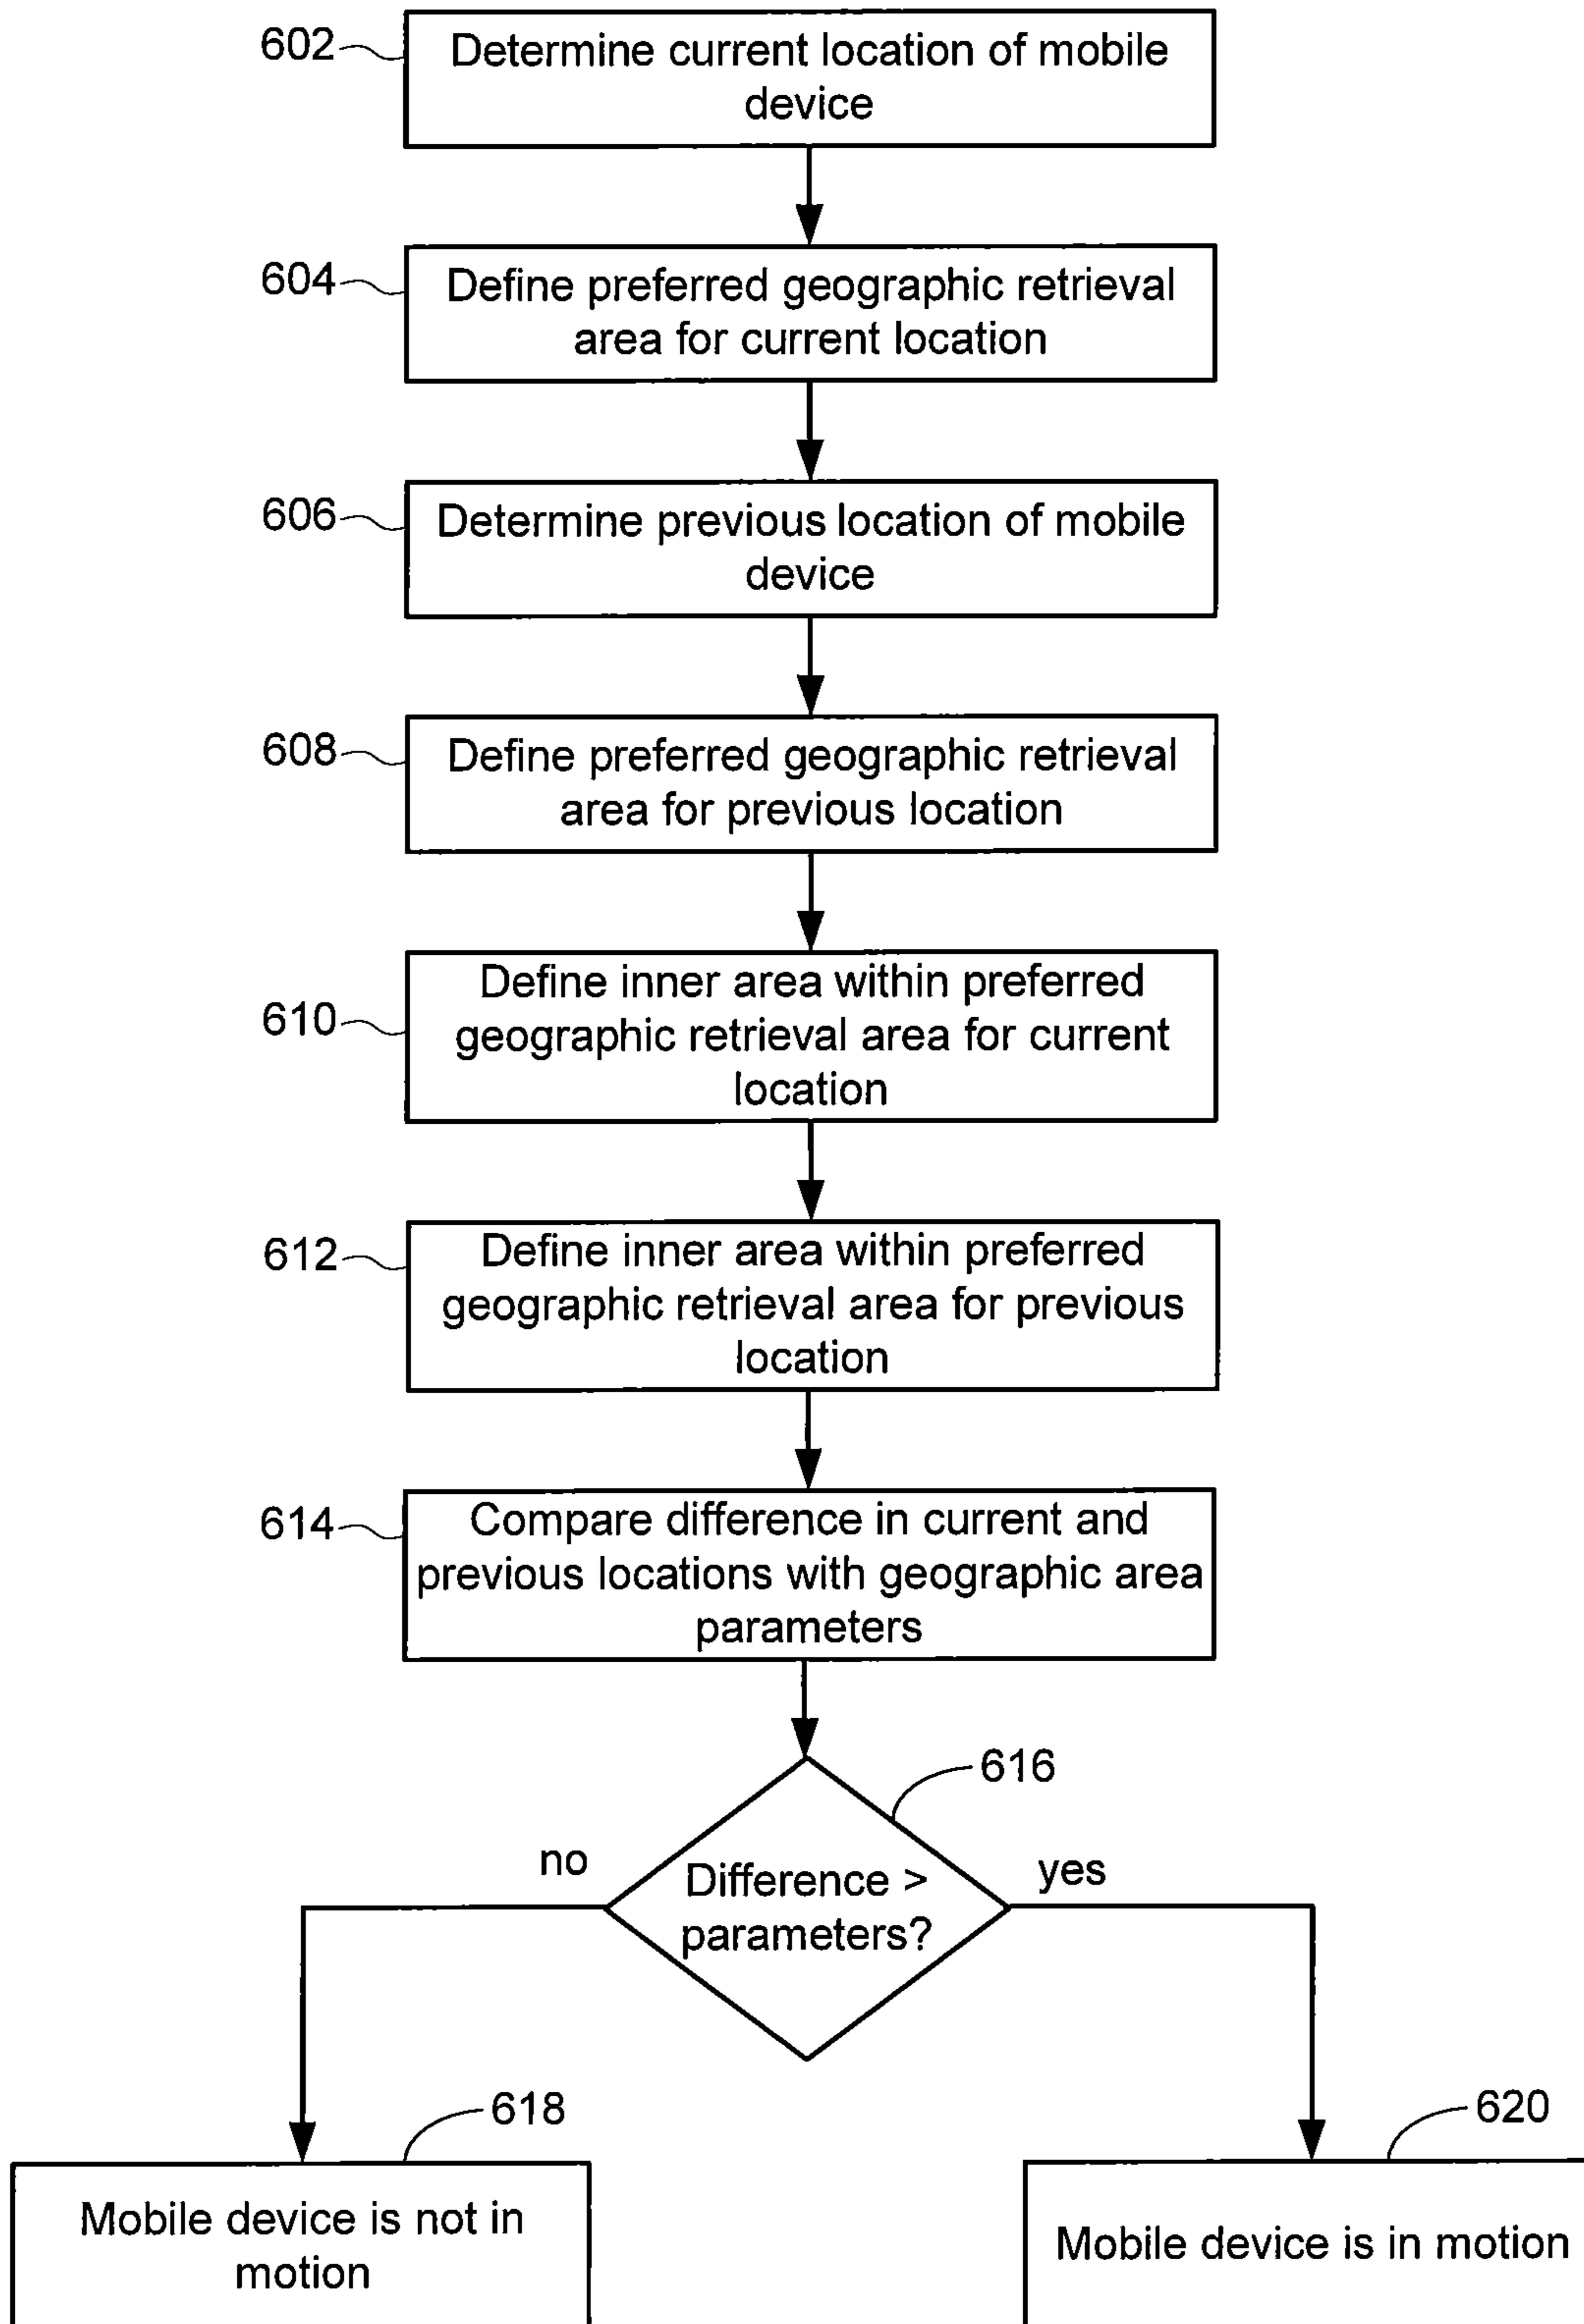 602
Determine current location of mobile
device
604
Define preferred geographic retrieval
area for current location
606
Determine previous location of mobile
device
608
Define preferred geographic retrieval
area for previous location
610
Define inner area within preferred
geographic retrieval area for current
location
612
Define inner area within preferred
geographic retrieval area for previous
location
614
Compare difference in current and
previous locations with geographic area
parameters
616
no
yes
Difference >
parameters?
618
620
Mobile device is not in
motion
Mobile device is in motion